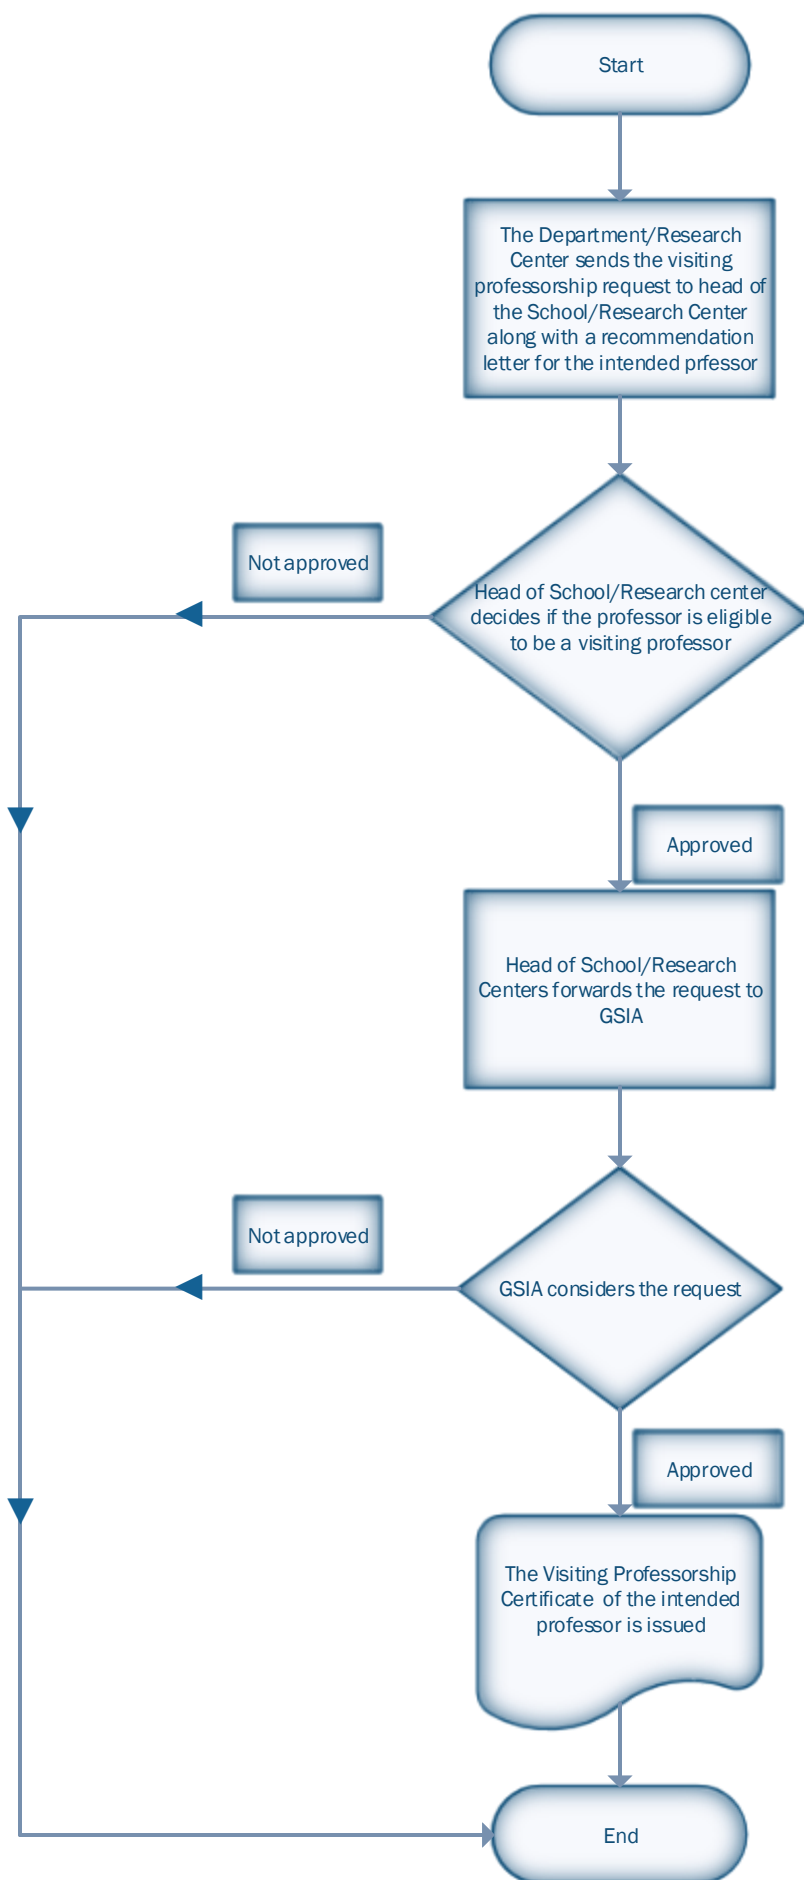 Start
The Department/Research
Center sends the visiting
professorship request to head of
the School/Research Center
along with a recommendation
letter for the intended prfessor
Not approved
Head of School/Research center
decides if the professor is eligible
to be a visiting professor
Approved
Head of School/Research
Centers forwards the request to
GSIA
Not approved
GSIA considers the request
Approved
The Visiting Professorship
Certificate of the intended
professor is issued
End